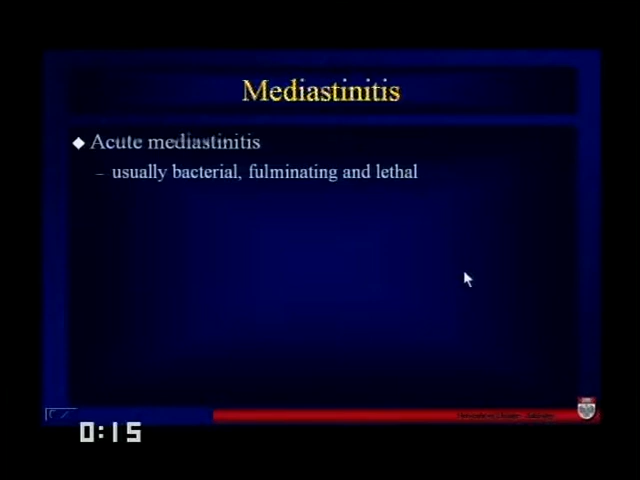 Mediastinitis
◆ Acute mediastinitis
– usually bacterial, fulminating and lethal
0:15